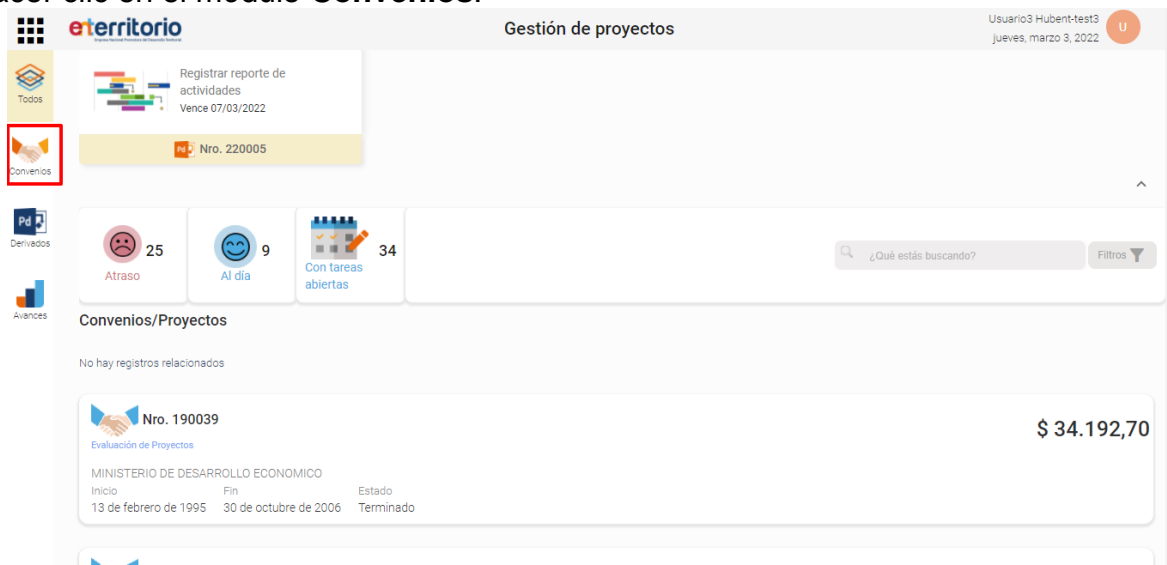 acer clic en el módulo Convenios.
eterritorio
Gestión de proyectos
Usuario3 Hubent-test3
jueves, marzo 3, 2022
U
Todos
Registrar reporte de
actividades
Vence 07/03/2022
Pd Nro. 220005
Convenios
Pd
Derivados
Avances
25
Atraso
9
Al día
34
Con tareas
abiertas
¿Qué estás buscando?
Filtros
Convenios/Proyectos
No hay registros relacionados
Nro. 190039
$ 34.192,70
Evaluación de Proyectos
MINISTERIO DE DESARROLLO ECONOMICO
Inicio Fin Estado
13 de febrero de 1995 30 de octubre de 2006 Terminado